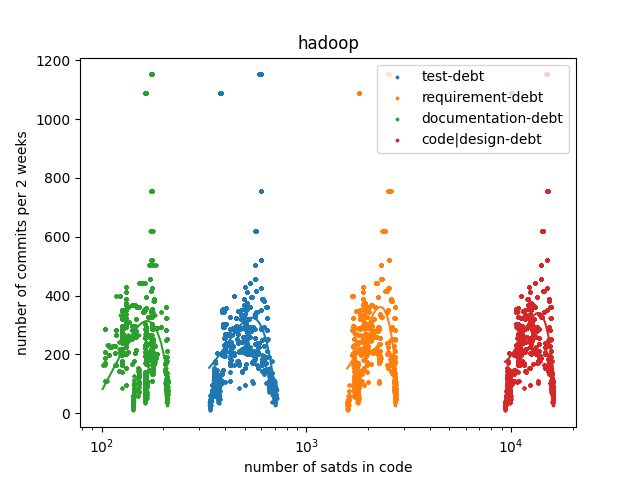 hadoop
test-debt
requirement-debt
documentation-debt
code|design-debt
number of commits per 2 weeks
1200
1000
800
600
400
200
0
10²
10³
10⁴
number of satds in code